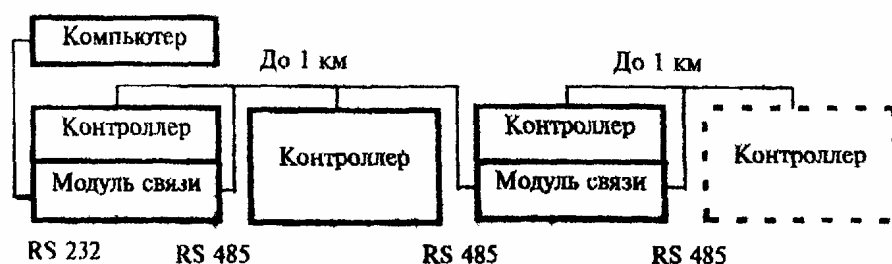 Компьютер
До 1 км
До 1 км
Контроллер
Модуль связи
Контроллер
Контроллер
Модуль связи
Контроллер
RS 232
RS 485
RS 485
RS 485